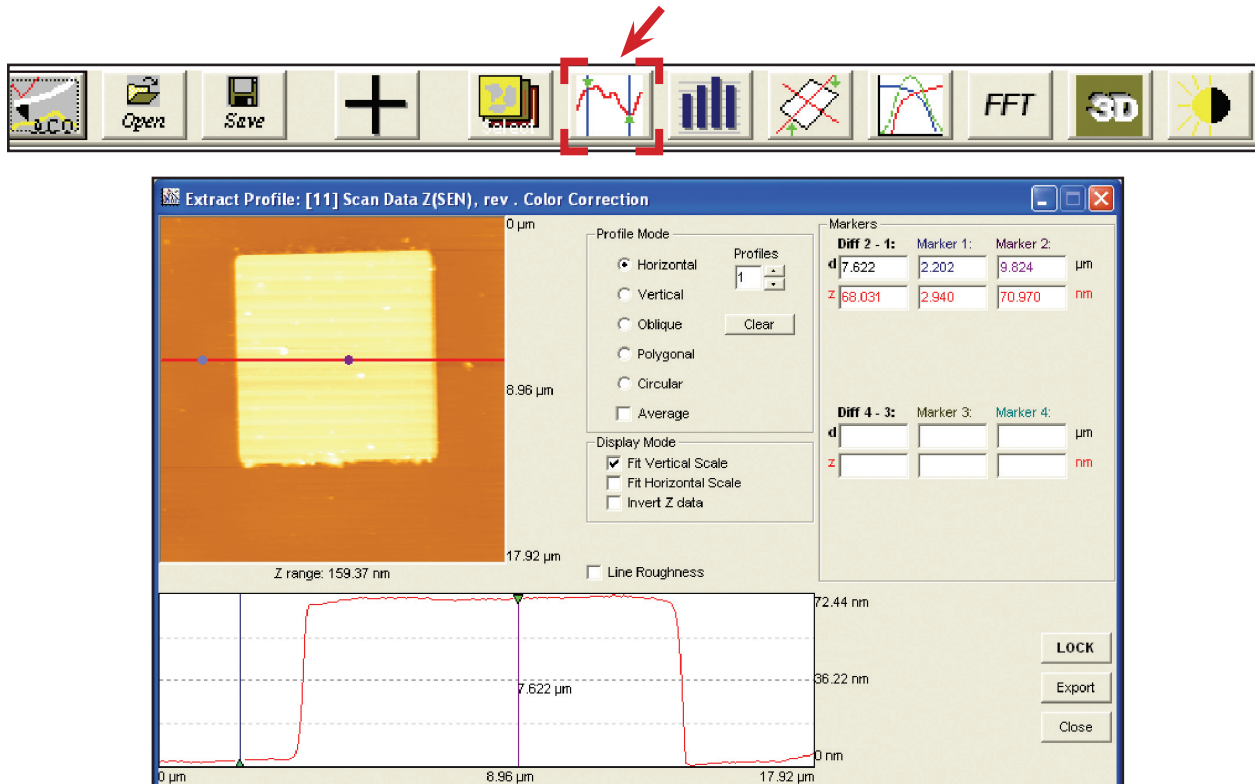 ACQ.
Open
Save
Select
FFT
3D
Extract Profile: [11] Scan Data Z(SEN), rev . Color Correction
0 µm
8.96 µm
17.92 µm
Z range: 159.37 nm
Profile Mode
Horizontal
Vertical
Oblique
Polygonal
Circular
Average
Profiles
1
Clear
Display Mode
Fit Vertical Scale
Fit Horizontal Scale
Invert Z data
Line Roughness
Markers
Diff 2 - 1: Marker 1: Marker 2:
d 7.622 2.202 9.824 µm
z 68.031 2.940 70.970 nm
Diff 4 - 3: Marker 3: Marker 4:
d µm
z nm
72.44 nm
36.22 nm
0 nm
7.622 µm
0 µm 8.96 µm 17.92 µm
LOCK
Export
Close